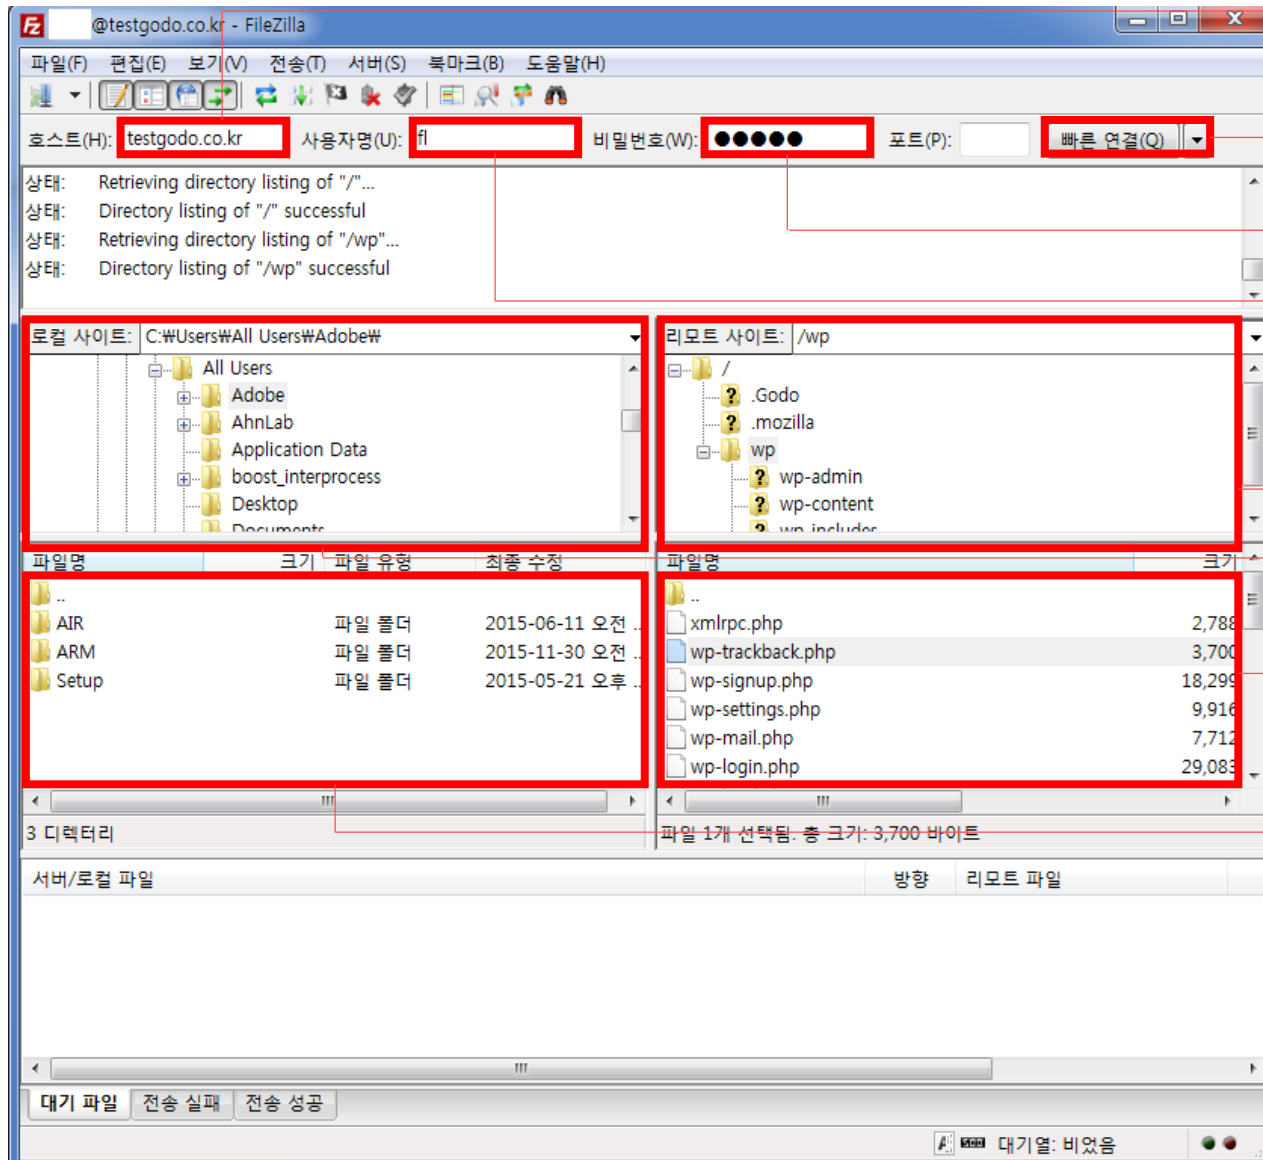 @testgodo.co.kr - FileZilla
파일(F) 편집(E) 보기(V) 전송(T) 서버(S) 북마크(B) 도움말(H)
호스트(H): testgodo.co.kr 사용자명(U): fl 비밀번호(W): ●●●●● 포트(P): 빠른 연결(Q)
상태: Retrieving directory listing of "/"...
상태: Directory listing of "/" successful
상태: Retrieving directory listing of "/wp"...
상태: Directory listing of "/wp" successful
로컬 사이트: C:₩Users₩All Users₩Adobe₩
All Users
Adobe
AhnLab
Application Data
boost_interprocess
Desktop
Documents
리모트 사이트: /wp
/
.Godo
.mozilla
wp
wp-admin
wp-content
wp-includes
파일명 크기 파일 유형 최종 수정
..
AIR 파일 폴더 2015-06-11 오전 ..
ARM 파일 폴더 2015-11-30 오전 ..
Setup 파일 폴더 2015-05-21 오후 ..
3 디렉터리
파일명 크기
..
xmlrpc.php 2,788
wp-trackback.php 3,700
wp-signup.php 18,299
wp-settings.php 9,916
wp-mail.php 7,712
wp-login.php 29,083
파일 1개 선택됨. 총 크기: 3,700 바이트
서버/로컬 파일 방향 리모트 파일
대기 파일 전송 실패 전송 성공
대기열: 비었음